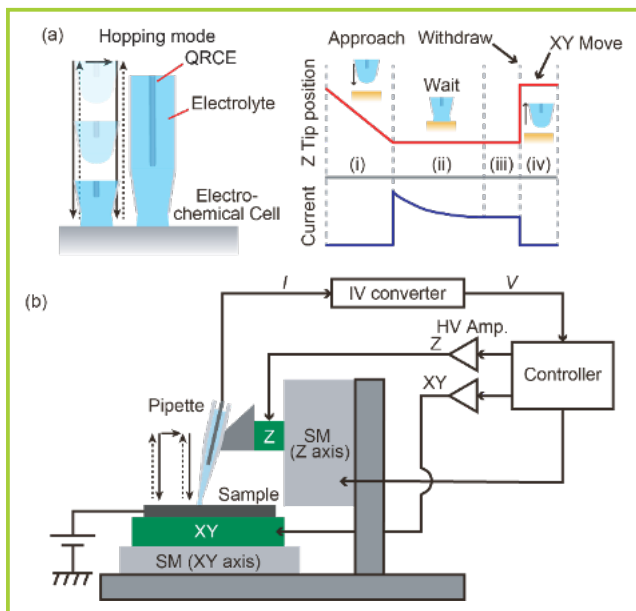 (a)
Hopping mode
QRCE
Electrolyte
Electro-
chemical Cell
Approach
Withdraw
XY Move
Wait
Z Tip position
(i)
(ii)
(iii)
(iv)
Current
(b)
I
IV converter
V
HV Amp.
Z
XY
Controller
Pipette
Z
SM
(Z axis)
Sample
XY
SM (XY axis)